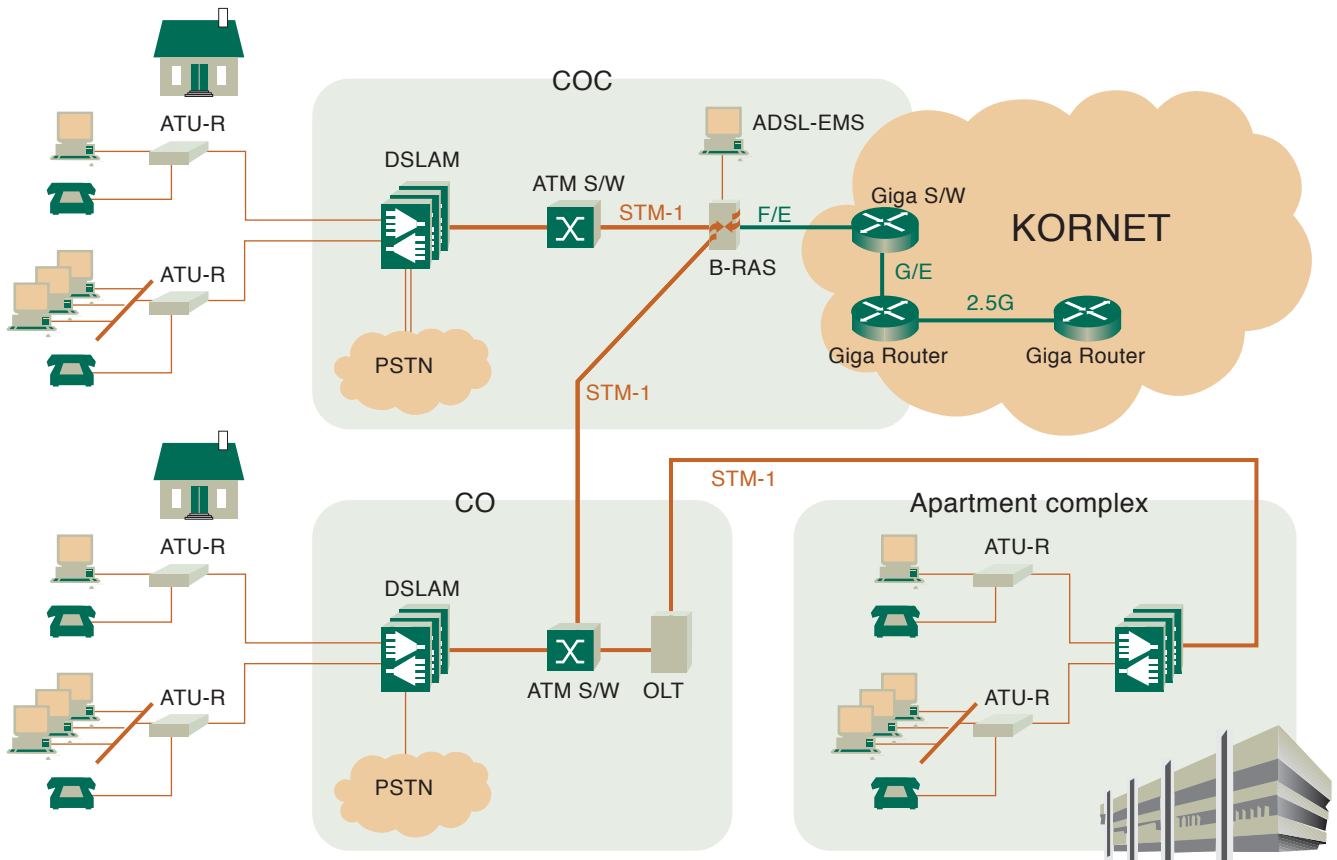 COC
ATU-R
ADSL-EMS
DSLAM
ATM S/W
Giga S/W
STM-1
F/E
KORNET
B-RAS
G/E
ATU-R
2.5G
Giga Router
Giga Router
PSTN
STM-1
STM-1
CO
Apartment complex
ATU-R
ATU-R
DSLAM
ATU-R
ATM S/W
OLT
ATU-R
PSTN